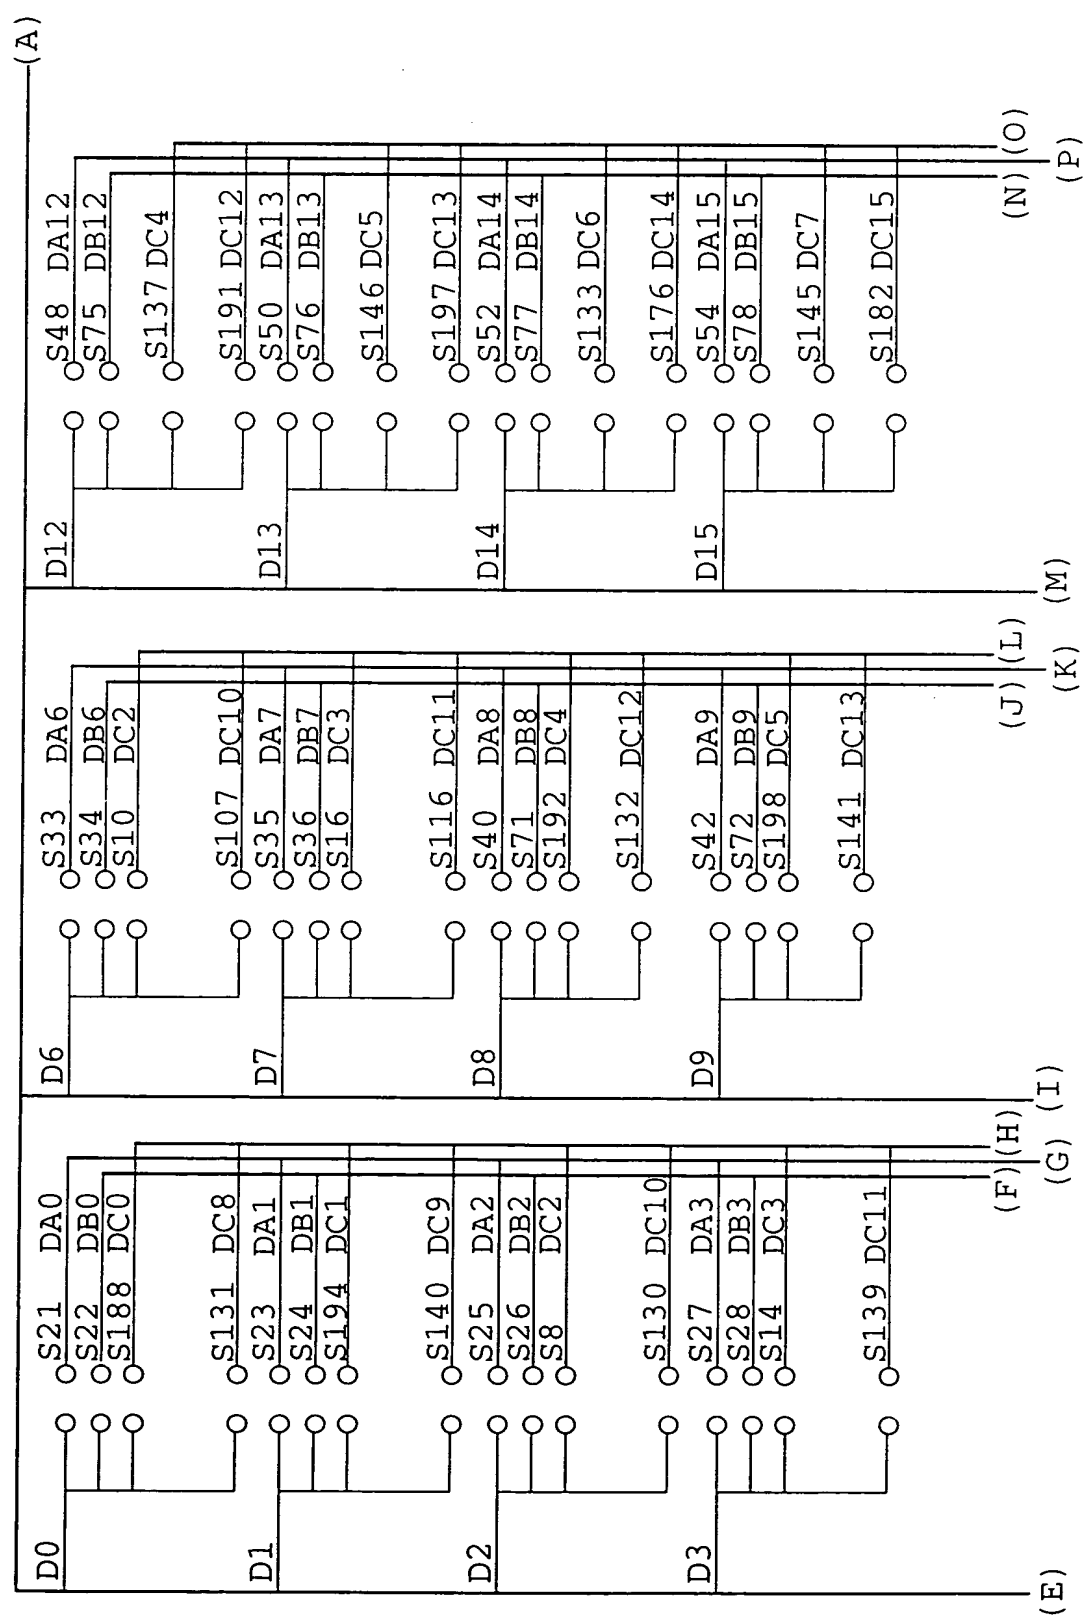 (A)
D0
S21 DA0
S22 DB0
S188 DC0
S131 DC8
D1
S23 DA1
S24 DB1
S194 DC1
S140 DC9
D2
S25 DA2
S26 DB2
S8 DC2
S130 DC10
D3
S27 DA3
S28 DB3
S14 DC3
S139 DC11
(E)
(F)
(G)
(H)
D6
S33 DA6
S34 DB6
S10 DC2
S107 DC10
D7
S35 DA7
S36 DB7
S16 DC3
S116 DC11
D8
S40 DA8
S71 DB8
S192 DC4
S132 DC12
D9
S42 DA9
S72 DB9
S198 DC5
S141 DC13
(I)
(J)
(K)
(L)
D12
S48 DA12
S75 DB12
S137 DC4
S191 DC12
D13
S50 DA13
S76 DB13
S146 DC5
S197 DC13
D14
S52 DA14
S77 DB14
S133 DC6
S176 DC14
D15
S54 DA15
S78 DB15
S145 DC7
S182 DC15
(M)
(N)
(P)
(O)